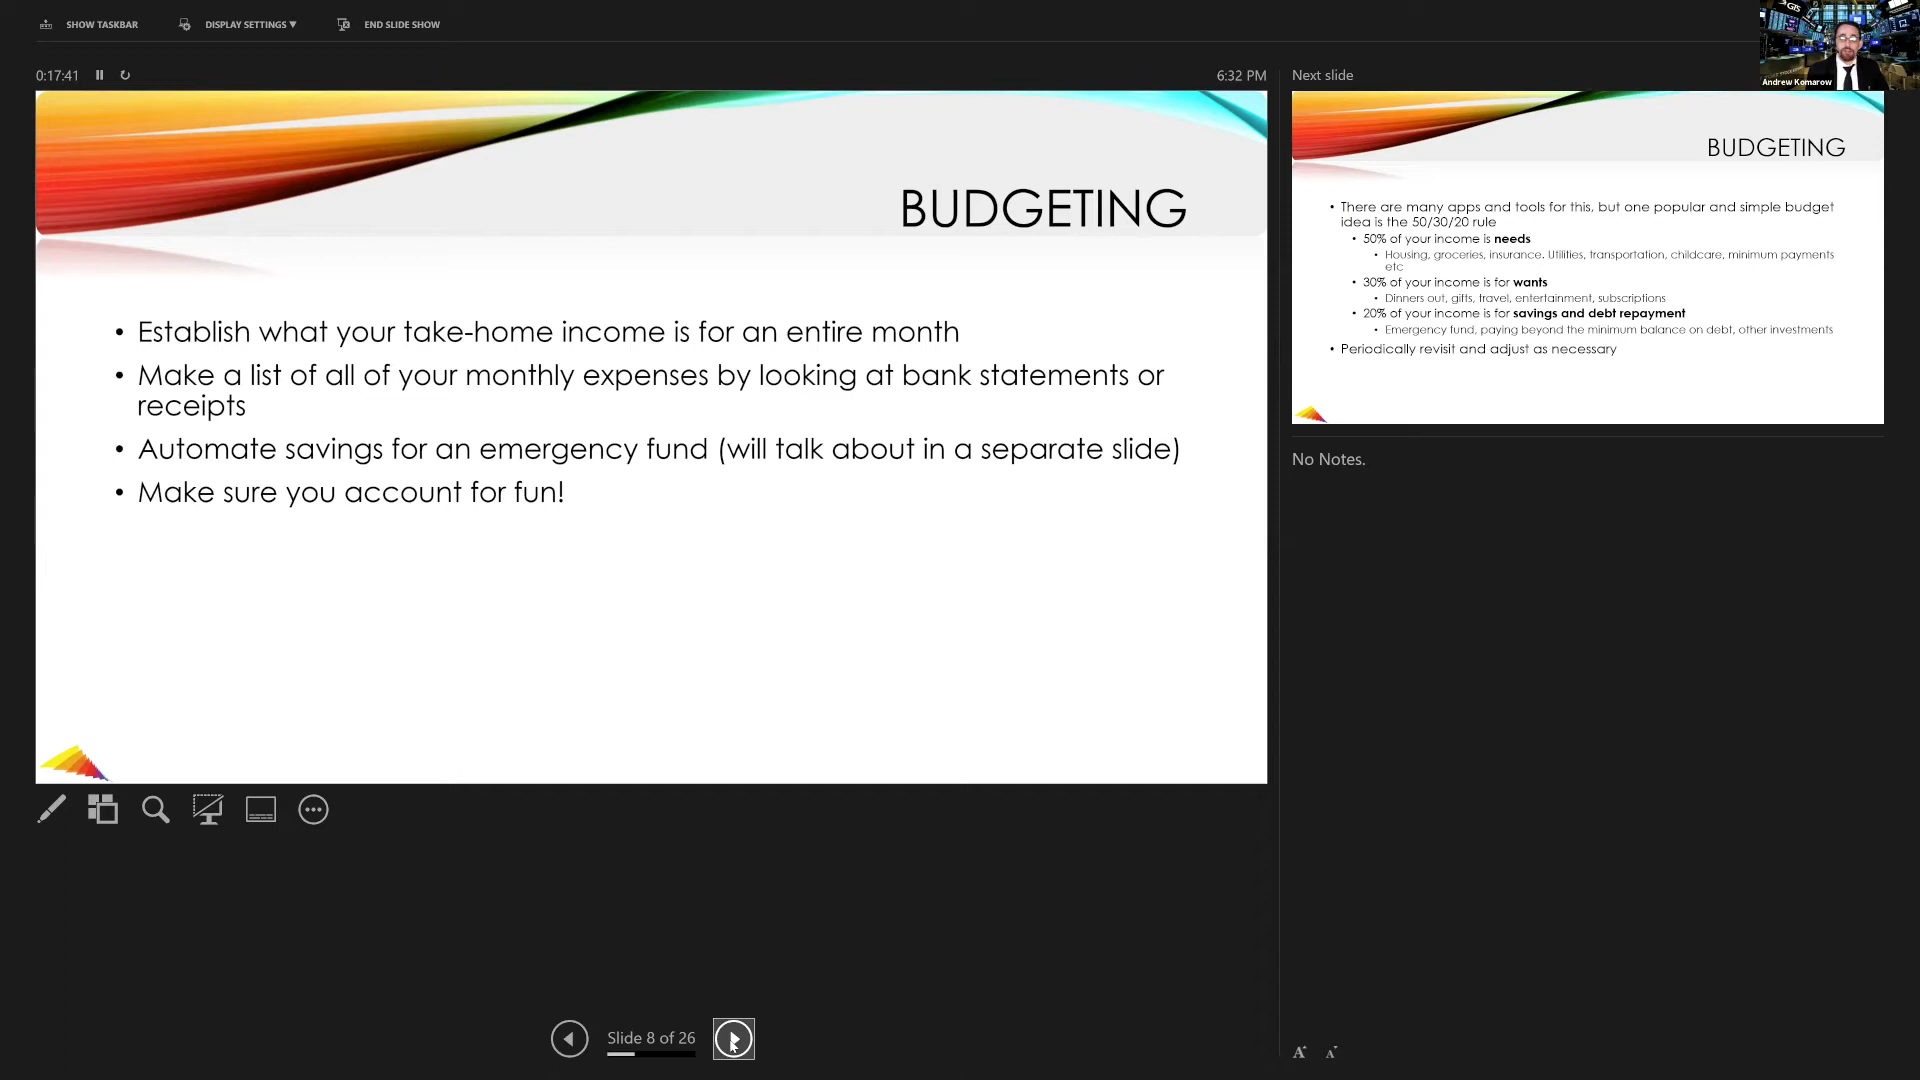 SHOW TASKBAR
DISPLAY SETTINGS ▼
END SLIDE SHOW
GTS
Andrew Komarow
0:17:41
6:32 PM
Next slide
BUDGETING
• Establish what your take-home income is for an entire month
• Make a list of all of your monthly expenses by looking at bank statements or
receipts
• Automate savings for an emergency fund (will talk about in a separate slide)
• Make sure you account for fun!
BUDGETING
• There are many apps and tools for this, but one popular and simple budget
idea is the 50/30/20 rule
• 50% of your income is needs
• Housing, groceries, insurance. Utilities, transportation, childcare, minimum payments
etc
• 30% of your income is for wants
• Dinners out, gifts, travel, entertainment, subscriptions
• 20% of your income is for savings and debt repayment
• Emergency fund, paying beyond the minimum balance on debt, other investments
• Periodically revisit and adjust as necessary
No Notes.
Slide 8 of 26
A A